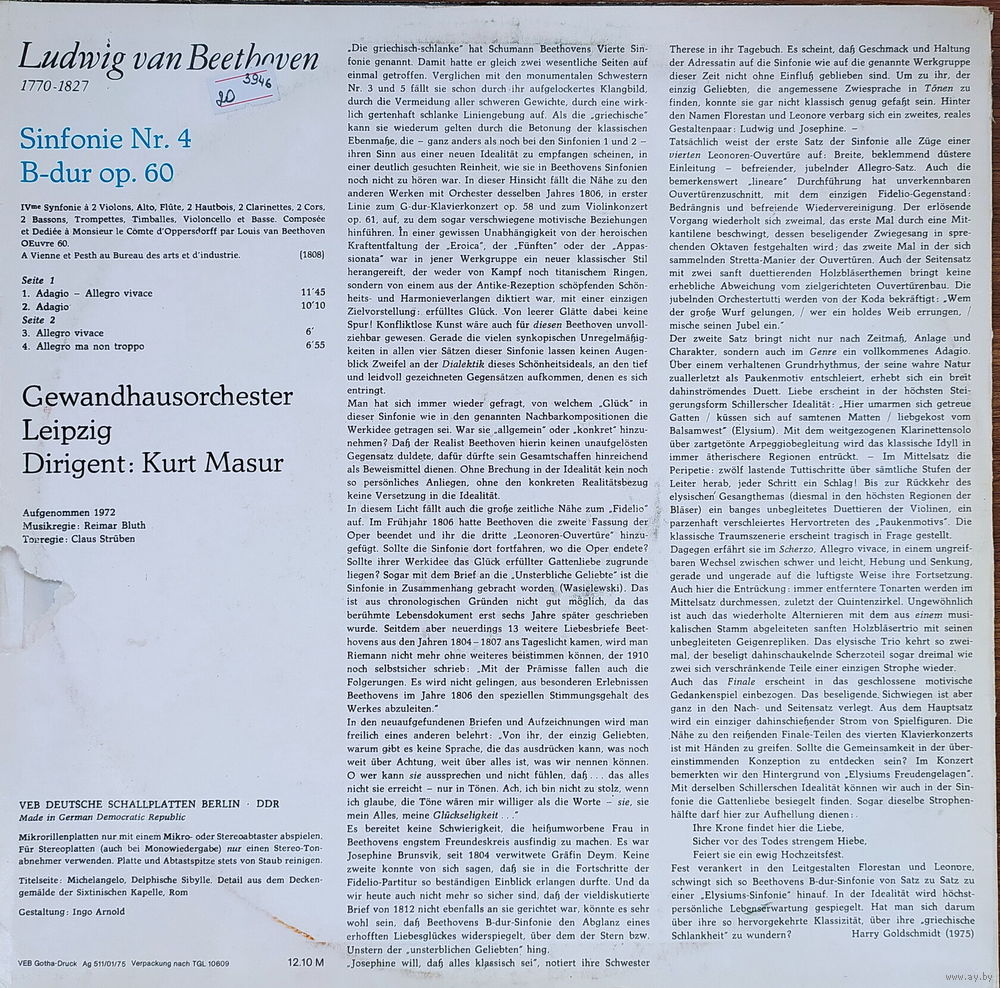 Ludwig van Beethoven
1770-1827
3946
20
Sinfonie Nr. 4
B-dur op. 60
IVme Synfonie à 2 Violons, Alto, Flûte, 2 Hautbois, 2 Clarinettes, 2 Cors,
2 Bassons, Trompettes, Timballes, Violoncello et Basse. Composée
et Dediée à Monsieur le Cömte d'Oppersdorff par Louis van Beethoven
OEuvre 60.
A Vienne et Pesth au Bureau des arts et d'industrie. (1808)
Seite 1
1. Adagio – Allegro vivace 11'45
2. Adagio 10'10
Seite 2
3. Allegro vivace 6'
4. Allegro ma non troppo 6'55
Gewandhausorchester
Leipzig
Dirigent: Kurt Masur
Aufgenommen 1972
Musikregie: Reimar Bluth
Tonregie: Claus Strüben
VEB DEUTSCHE SCHALLPLATTEN BERLIN · DDR
Made in German Democratic Republic
Mikrorillenplatten nur mit einem Mikro- oder Stereoabtaster abspielen.
Für Stereoplatten (auch bei Monowiedergabe) nur einen Stereo-Ton-
abnehmer verwenden. Platte und Abtastspitze stets von Staub reinigen.
Titelseite: Michelangelo, Delphische Sibylle. Detail aus dem Decken-
gemälde der Sixtinischen Kapelle, Rom
Gestaltung: Ingo Arnold
VEB Gotha-Druck Ag 511/01/75 Verpackung nach TGL 10609 12.10 M
„Die griechisch-schlanke" hat Schumann Beethovens Vierte Sin-
fonie genannt. Damit hatte er gleich zwei wesentliche Seiten auf
einmal getroffen. Verglichen mit den monumentalen Schwestern
Nr. 3 und 5 fällt sie schon durch ihr aufgelockertes Klangbild,
durch die Vermeidung aller schweren Gewichte, durch eine wirk-
lich gertenhaft schlanke Liniengebung auf. Als die „griechische"
kann sie wiederum gelten durch die Betonung der klassischen
Ebenmaße, die – ganz anders als noch bei den Sinfonien 1 und 2 –
ihren Sinn aus einer neuen Idealität zu empfangen scheinen, in
einer deutlich gesuchten Reinheit, wie sie in Beethovens Sinfonien
noch nicht zu hören war. In dieser Hinsicht fällt die Nähe zu den
anderen Werken mit Orchester desselben Jahres 1806, in erster
Linie zum G-dur-Klavierkonzert op. 58 und zum Violinkonzert
op. 61, auf, zu dem sogar verschwiegene motivische Beziehungen
hinführen. In einer gewissen Unabhängigkeit von der heroischen
Kraftentfaltung der „Eroica", der „Fünften" oder der „Appas-
sionata" war in jener Werkgruppe ein neuer klassischer Stil
herangereift, der weder von Kampf noch titanischem Ringen,
sondern von einem aus der Antike-Rezeption schöpfenden Schön-
heits- und Harmonieverlangen diktiert war, mit einer einzigen
Zielvorstellung: erfülltes Glück. Von leerer Glätte dabei keine
Spur! Konfliktlose Kunst wäre auch für diesen Beethoven unvoll-
ziehbar gewesen. Gerade die vielen synkopischen Unregelmäßig-
keiten in allen vier Sätzen dieser Sinfonie lassen keinen Augen-
blick Zweifel an der Dialektik dieses Schönheitsideals, an den tief
und leidvoll gezeichneten Gegensätzen aufkommen, denen es sich
entringt.
Man hat sich immer wieder gefragt, von welchem „Glück" in
dieser Sinfonie wie in den genannten Nachbarkompositionen die
Werkidee getragen sei. War sie „allgemein" oder „konkret" hinzu-
nehmen? Daß der Realist Beethoven hierin keinen unaufgelösten
Gegensatz duldete, dafür dürfte sein Gesamtschaffen hinreichend
als Beweismittel dienen. Ohne Brechung in der Idealität kein noch
so persönliches Anliegen, ohne den konkreten Realitätsbezug
keine Versetzung in die Idealität.
In diesem Licht fällt auch die große zeitliche Nähe zum „Fidelio"
auf. Im Frühjahr 1806 hatte Beethoven die zweite Fassung der
Oper beendet und ihr die dritte „Leonoren-Ouvertüre" hinzu-
gefügt. Sollte die Sinfonie dort fortfahren, wo die Oper endete?
Sollte ihrer Werkidee das Glück erfüllter Gattenliebe zugrunde
liegen? Sogar mit dem Brief an die „Unsterbliche Geliebte" ist die
Sinfonie in Zusammenhang gebracht worden (Wasielewski). Das
ist aus chronologischen Gründen nicht gut möglich, da das
berühmte Lebensdokument erst sechs Jahre später geschrieben
wurde. Seitdem aber neuerdings 13 weitere Liebesbriefe Beet-
hovens aus den Jahren 1804–1807 ans Tageslicht kamen, wird man
Riemann nicht mehr ohne weiteres beistimmen können, der 1910
noch selbstsicher schrieb: „Mit der Prämisse fallen auch die
Folgerungen. Es wird nicht gelingen, aus besonderen Erlebnissen
Beethovens im Jahre 1806 den speziellen Stimmungsgehalt des
Werkes abzuleiten."
In den neuaufgefundenen Briefen und Aufzeichnungen wird man
freilich eines anderen belehrt: „Von ihr, der einzig Geliebten,
warum gibt es keine Sprache, die das ausdrücken kann, was noch
weit über Achtung, weit über alles ist, was wir nennen können.
O wer kann sie aussprechen und nicht fühlen, daß . . . das alles
nicht sie erreicht – nur in Tönen. Ach, ich bin nicht zu stolz, wenn
ich glaube, die Töne wären mir williger als die Worte – sie, sie
mein Alles, meine Glückseligkeit . . ."
Es bereitet keine Schwierigkeit, die heißumworbene Frau in
Beethovens engstem Freundeskreis ausfindig zu machen. Es war
Josephine Brunsvik, seit 1804 verwitwete Gräfin Deym. Keine
zweite konnte von sich sagen, daß sie in die Fortschritte der
Fidelio-Partitur so beständigen Einblick erlangen durfte. Und da
wir heute auch nicht mehr so sicher sind, daß der vieldiskutierte
Brief von 1812 nicht ebenfalls an sie gerichtet war, könnte es sehr
wohl sein, daß Beethovens B-dur-Sinfonie den Abglanz eines
erhofften Liebesglückes widerspiegelt, über dem der Stern bzw.
Unstern der „unsterblichen Geliebten" hing.
„Josephine will, daß alles klassisch sei", notiert ihre Schwester
Therese in ihr Tagebuch. Es scheint, daß Geschmack und Haltung
der Adressatin auf die Sinfonie wie auf die genannte Werkgruppe
dieser Zeit nicht ohne Einfluß geblieben sind. Um zu ihr, der
einzig Geliebten, die angemessene Zwiesprache in Tönen zu
finden, konnte sie gar nicht klassisch genug gefaßt sein. Hinter
den Namen Florestan und Leonore verbarg sich ein zweites, reales
Gestaltenpaar: Ludwig und Josephine. –
Tatsächlich weist der erste Satz der Sinfonie alle Züge einer
vierten Leonoren-Ouvertüre auf: Breite, beklemmend düstere
Einleitung – befreiender, jubelnder Allegro-Satz. Auch die
bemerkenswert „lineare" Durchführung hat unverkennbaren
Ouvertürenzuschnitt, mit dem einzigen Fidelio-Gegenstand:
Bedrängnis und befreiende Wiedervereinigung. Der erlösende
Vorgang wiederholt sich zweimal, das erste Mal durch eine Mit-
kantilene beschwingt, dessen beseligender Zwiegesang in spre-
chenden Oktaven festgehalten wird; das zweite Mal in der sich
sammelnden Stretta-Manier der Ouvertüren. Auch der Seitensatz
mit zwei sanft duettierenden Holzbläserthemen bringt keine
erhebliche Abweichung vom zielgerichteten Ouvertürenbau. Die
jubelnden Orchestertutti werden von der Koda bekräftigt: „Wem
der große Wurf gelungen, / wer ein holdes Weib errungen, /
mische seinen Jubel ein."
Der zweite Satz bringt nicht nur nach Zeitmaß, Anlage und
Charakter, sondern auch im Genre ein vollkommenes Adagio.
Über einem verhaltenen Grundrhythmus, der seine wahre Natur
zuallerletzt als Paukenmotiv entschleiert, erhebt sich ein breit
dahinströmendes Duett. Liebe erscheint in der höchsten Stei-
gerungsform Schillerscher Idealität: „Hier umarmen sich getreue
Gatten / küssen sich auf samtenen Matten / liebgekost vom
Balsamwest" (Elysium). Mit dem weitgezogenen Klarinettensolo
über zartgetönte Arpeggiobegleitung wird das klassische Idyll in
immer ätherischere Regionen entrückt. – Im Mittelsatz die
Peripetie: zwölf lastende Tuttischritte über sämtliche Stufen der
Leiter herab, jeder Schritt ein Schlag! Bis zur Rückkehr des
elysischen Gesangthemas (diesmal in den höchsten Regionen der
Bläser) ein banges unbegleitetes Duettieren der Violinen, ein
parzenhaft verschleiertes Hervortreten des „Paukenmotivs". Die
klassische Traumszenerie erscheint tragisch in Frage gestellt.
Dagegen erfährt sie im Scherzo, Allegro vivace, in einem ungreif-
baren Wechsel zwischen schwer und leicht, Hebung und Senkung,
gerade und ungerade auf die luftigste Weise ihre Fortsetzung.
Auch hier die Entrückung: immer entferntere Tonarten werden im
Mittelsatz durchmessen, zuletzt der Quintenzirkel. Ungewöhnlich
ist auch das wiederholte Alternieren mit dem aus einem musi-
kalischen Stamm abgeleiteten sanften Holzbläsertrio mit seinen
unbegleiteten Geigenrepliken. Das elysische Trio kehrt so zwei-
mal, der beseligt dahinschaukelnde Scherzoteil sogar dreimal wie
zwei sich verschränkende Teile einer einzigen Strophe wieder.
Auch das Finale erscheint in das geschlossene motivische
Gedankenspiel einbezogen. Das beseligende Sichwiegen ist aber
ganz in den Nach- und Seitensatz verlegt. Aus dem Hauptsatz
wird ein einziger dahinschießender Strom von Spielfiguren. Die
Nähe zu den reißenden Finale-Teilen des vierten Klavierkonzerts
ist mit Händen zu greifen. Sollte die Gemeinsamkeit in der über-
einstimmenden Konzeption zu entdecken sein? Im Konzert
bemerkten wir den Hintergrund von „Elysiums Freudengelagen".
Mit derselben Schillerschen Idealität können wir auch in der Sin-
fonie die Gattenliebe besiegelt finden. Sogar dieselbe Strophen-
hälfte darf hier zur Aufhellung dienen:
Ihre Krone findet hier die Liebe,
Sicher vor des Todes strengem Hiebe,
Feiert sie ein ewig Hochzeitsfest.
Fest verankert in den Leitgestalten Florestan und Leonore,
schwingt sich so Beethovens B-dur-Sinfonie von Satz zu Satz zu
einer „Elysiums-Sinfonie" hinauf. In der Idealität wird höchst-
persönliche Lebenserwartung gespiegelt. Hat man sich darum
über ihre so hervorgekehrte Klassizität, über ihre „griechische
Schlankheit" zu wundern? Harry Goldschmidt (1975)
www.ay.by